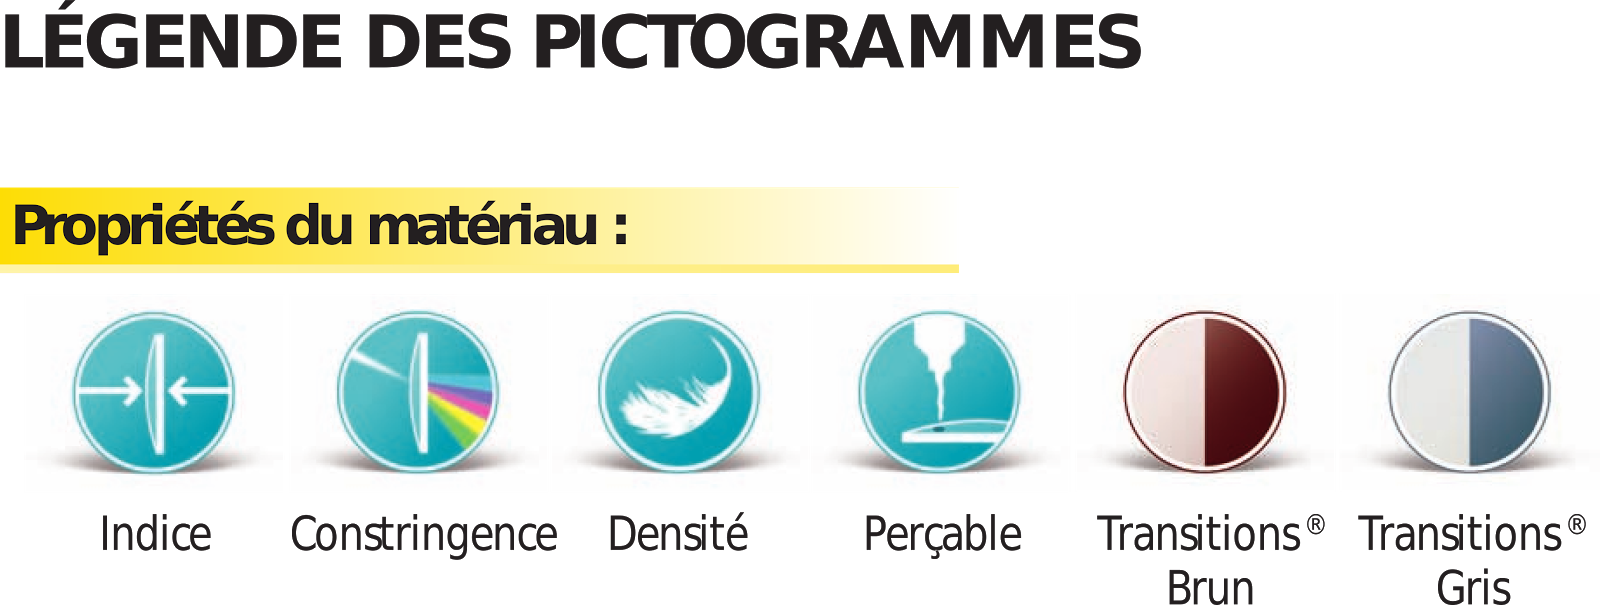 LÉGENDE DES PICTOGRAMMES
Propriétés du matériau :
Indice Constringence Densité Perçable Transitions® Transitions®
Brun Gris